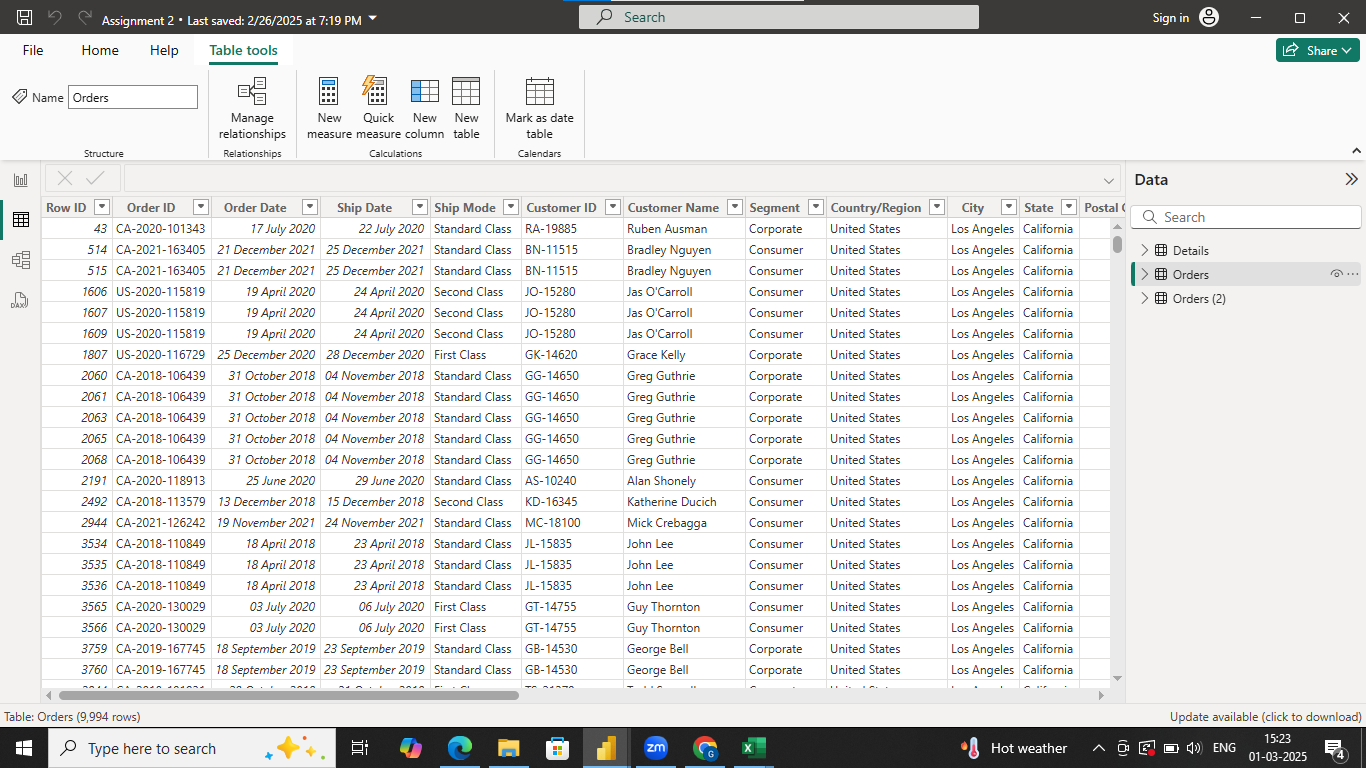 Assignment 2 • Last saved: 2/26/2025 at 7:19 PM
Search
Sign in
File Home Help Table tools
Share
Name Orders
Manage relationships
New measure
Quick measure
New column
New table
Mark as date table
Structure Relationships Calculations Calendars
Data
Search
Details
Orders
Orders (2)
Row ID Order ID Order Date Ship Date Ship Mode Customer ID Customer Name Segment Country/Region City State Postal
43 CA-2020-101343 17 July 2020 22 July 2020 Standard Class RA-19885 Ruben Ausman Corporate United States Los Angeles California
514 CA-2021-163405 21 December 2021 25 December 2021 Standard Class BN-11515 Bradley Nguyen Consumer United States Los Angeles California
515 CA-2021-163405 21 December 2021 25 December 2021 Standard Class BN-11515 Bradley Nguyen Consumer United States Los Angeles California
1606 US-2020-115819 19 April 2020 24 April 2020 Second Class JO-15280 Jas O'Carroll Consumer United States Los Angeles California
1607 US-2020-115819 19 April 2020 24 April 2020 Second Class JO-15280 Jas O'Carroll Consumer United States Los Angeles California
1609 US-2020-115819 19 April 2020 24 April 2020 Second Class JO-15280 Jas O'Carroll Consumer United States Los Angeles California
1807 US-2020-116729 25 December 2020 28 December 2020 First Class GK-14620 Grace Kelly Corporate United States Los Angeles California
2060 CA-2018-106439 31 October 2018 04 November 2018 Standard Class GG-14650 Greg Guthrie Corporate United States Los Angeles California
2061 CA-2018-106439 31 October 2018 04 November 2018 Standard Class GG-14650 Greg Guthrie Corporate United States Los Angeles California
2063 CA-2018-106439 31 October 2018 04 November 2018 Standard Class GG-14650 Greg Guthrie Corporate United States Los Angeles California
2065 CA-2018-106439 31 October 2018 04 November 2018 Standard Class GG-14650 Greg Guthrie Corporate United States Los Angeles California
2068 CA-2018-106439 31 October 2018 04 November 2018 Standard Class GG-14650 Greg Guthrie Corporate United States Los Angeles California
2191 CA-2020-118913 25 June 2020 29 June 2020 Standard Class AS-10240 Alan Shonely Consumer United States Los Angeles California
2492 CA-2018-113579 13 December 2018 15 December 2018 Second Class KD-16345 Katherine Ducich Consumer United States Los Angeles California
2944 CA-2021-126242 19 November 2021 24 November 2021 Standard Class MC-18100 Mick Crebagga Consumer United States Los Angeles California
3534 CA-2018-110849 18 April 2018 23 April 2018 Standard Class JL-15835 John Lee Consumer United States Los Angeles California
3535 CA-2018-110849 18 April 2018 23 April 2018 Standard Class JL-15835 John Lee Consumer United States Los Angeles California
3536 CA-2018-110849 18 April 2018 23 April 2018 Standard Class JL-15835 John Lee Consumer United States Los Angeles California
3565 CA-2020-130029 03 July 2020 06 July 2020 First Class GT-14755 Guy Thornton Consumer United States Los Angeles California
3566 CA-2020-130029 03 July 2020 06 July 2020 First Class GT-14755 Guy Thornton Consumer United States Los Angeles California
3759 CA-2019-167745 18 September 2019 23 September 2019 Standard Class GB-14530 George Bell Corporate United States Los Angeles California
3760 CA-2019-167745 18 September 2019 23 September 2019 Standard Class GB-14530 George Bell Corporate United States Los Angeles California
Table: Orders (9,994 rows)
Update available (click to download)
Type here to search
zm
Hot weather
ENG
15:23
01-03-2025
4